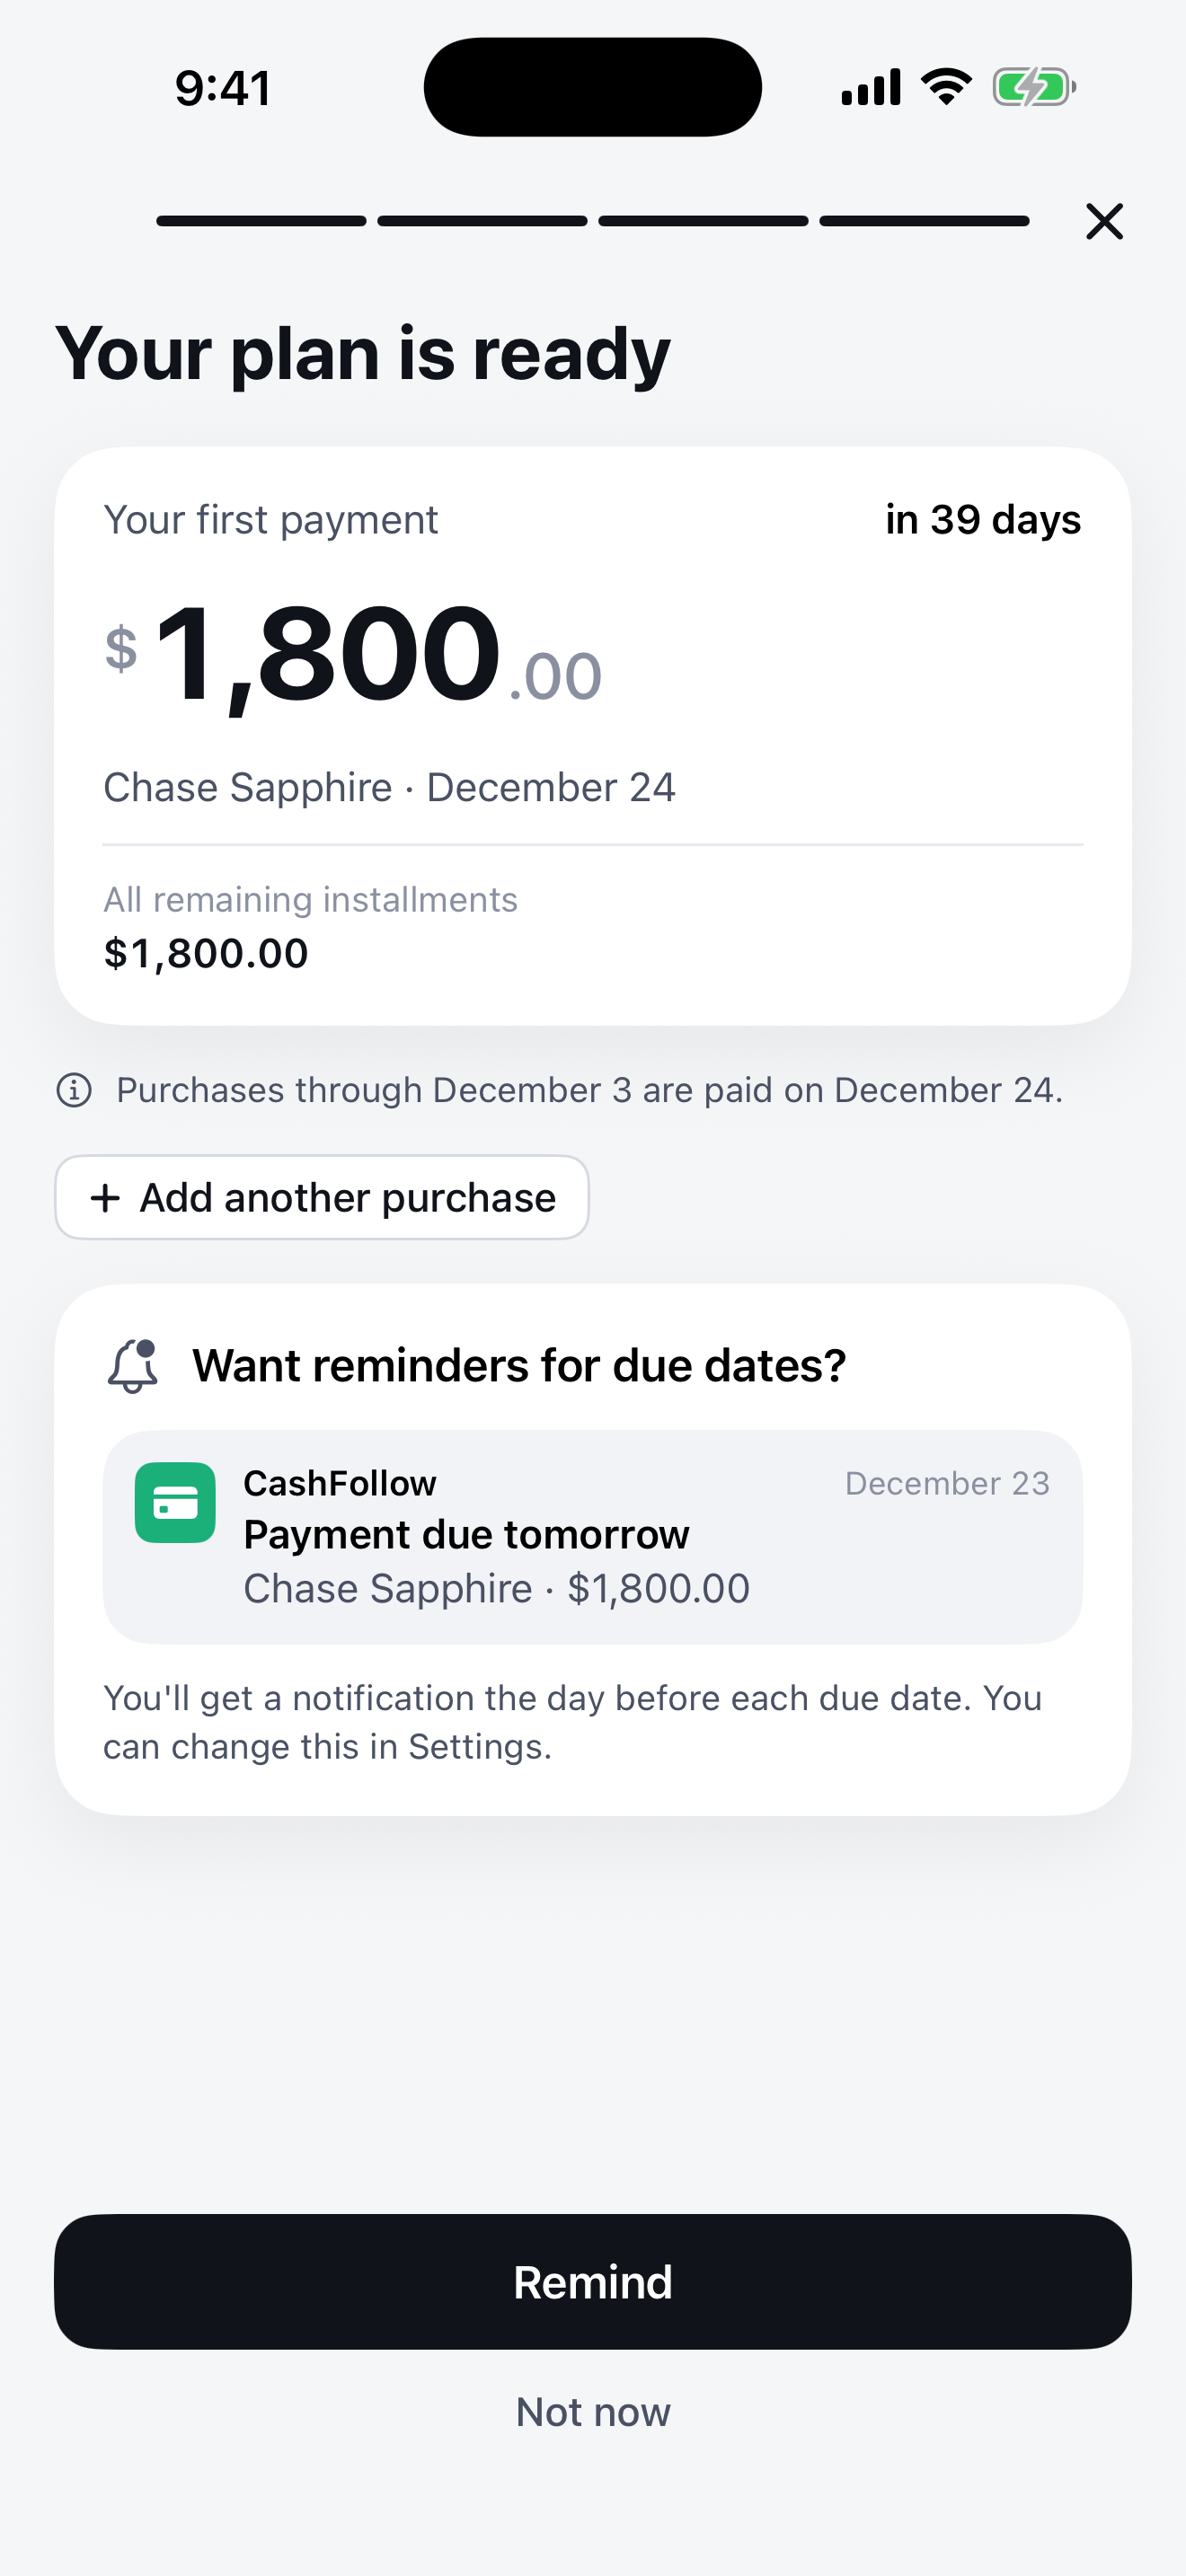 9:41
Your plan is ready
Your first payment in 39 days
$1,800.00
Chase Sapphire · December 24
All remaining installments
$1,800.00
Purchases through December 3 are paid on December 24.
+ Add another purchase
Want reminders for due dates?
CashFollow December 23
Payment due tomorrow
Chase Sapphire · $1,800.00
You'll get a notification the day before each due date. You
can change this in Settings.
Remind
Not now